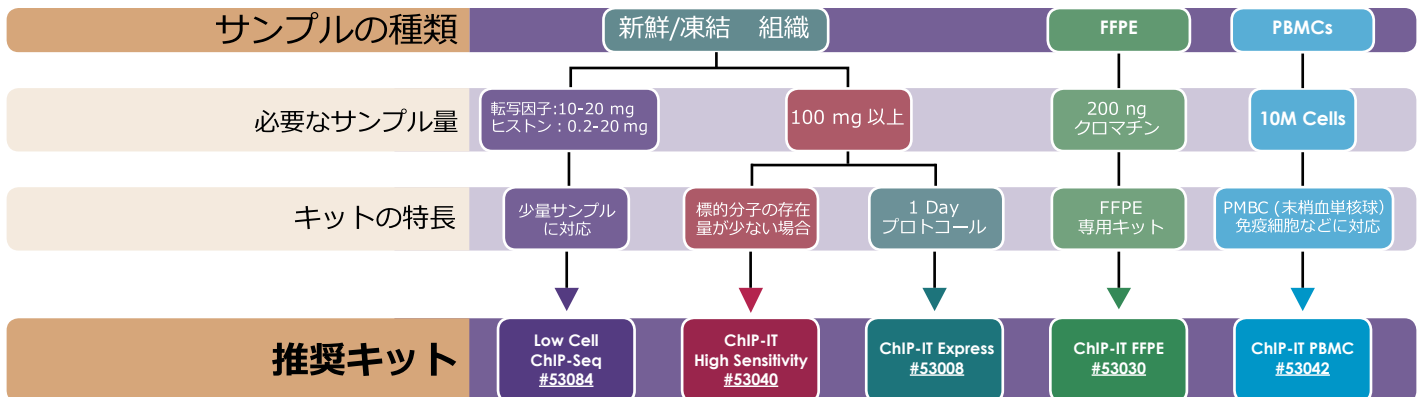 サンプルの種類
新鮮/凍結　組織
FFPE
PBMCs
必要なサンプル量
転写因子:10-20 mg
ヒストン：0.2-20 mg
100 mg 以上
200 ng
クロマチン
10M Cells
キットの特長
少量サンプル
に対応
標的分子の存在
量が少ない場合
1 Day
プロトコール
FFPE
専用キット
PMBC (末梢血単核球)
免疫細胞などに対応
推奨キット
Low Cell
ChIP-Seq
#53084
ChIP-IT
High Sensitivity
#53040
ChIP-IT Express
#53008
ChIP-IT FFPE
#53030
ChIP-IT PBMC
#53042